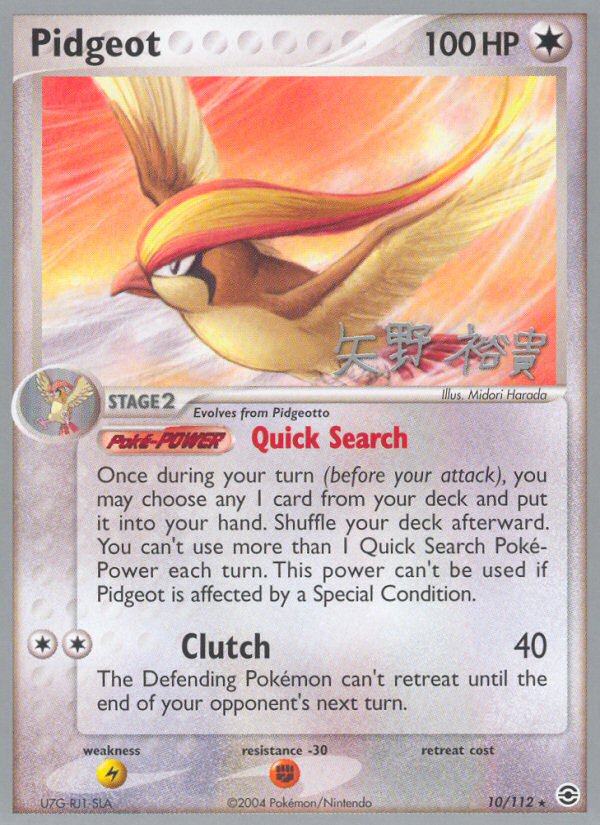 Pidgeot 100 HP
矢野 裕貴
Illus. Midori Harada
STAGE 2
Evolves from Pidgeotto
Poké-POWER Quick Search
Once during your turn (before your attack), you
may choose any 1 card from your deck and put
it into your hand. Shuffle your deck afterward.
You can't use more than 1 Quick Search Poké-
Power each turn. This power can't be used if
Pidgeot is affected by a Special Condition.
Clutch 40
The Defending Pokémon can't retreat until the
end of your opponent's next turn.
weakness resistance -30 retreat cost
U7G-RJ1-SLA ©2004 Pokémon/Nintendo 10/112 ★